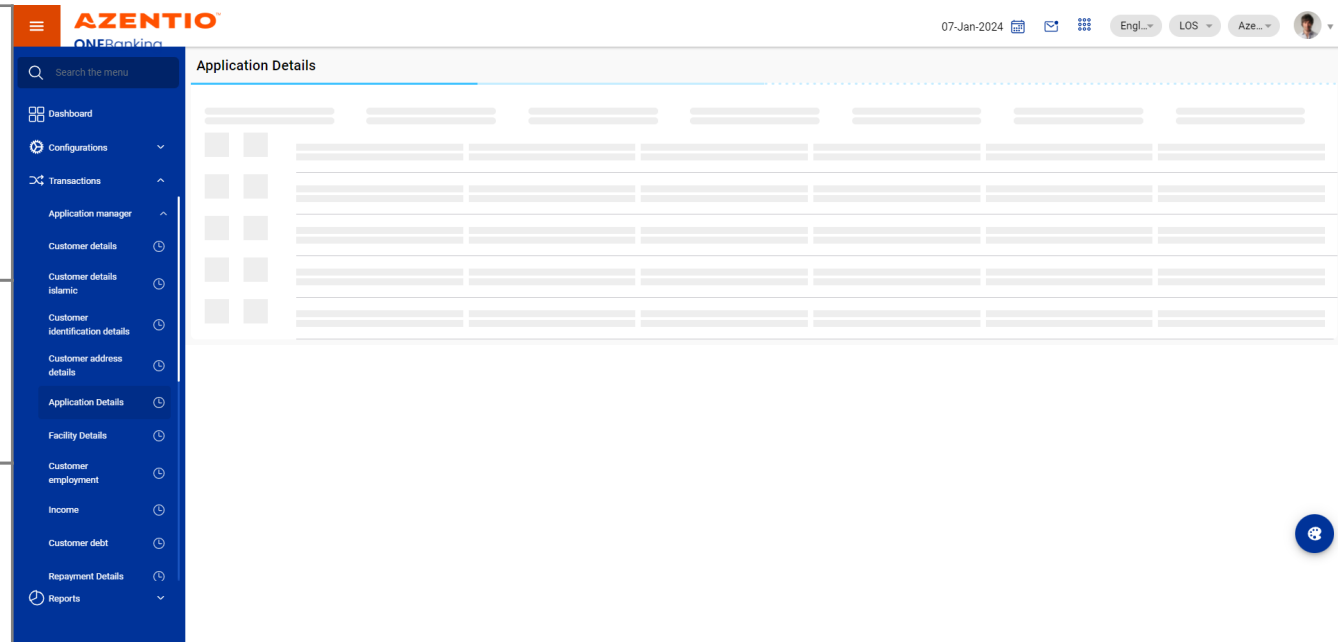 AZENTIO
ONEBanking
07-Jan-2024
Engl...
LOS
Aze...
Search the menu
Application Details
Dashboard
Configurations
Transactions
Application manager
Customer details
Customer details
islamic
Customer
identification details
Customer address
details
Application Details
Facility Details
Customer
employment
Income
Customer debt
Repayment Details
Reports